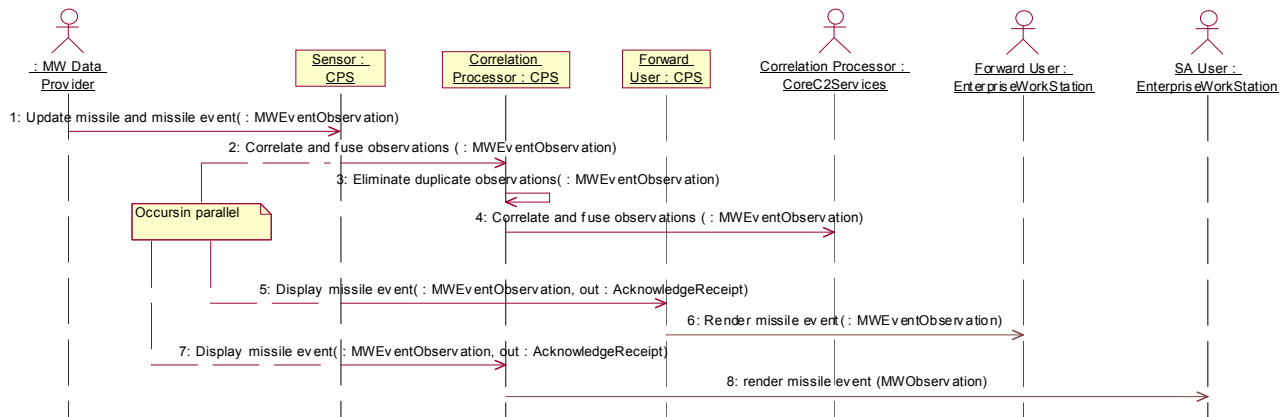 : MW Data
Provider
Sensor :
CPS
Correlation
Processor : CPS
Forward
User : CPS
Correlation Processor :
CoreC2Services
Forward User :
EnterpriseWorkStation
SA User :
EnterpriseWorkStation
1: Update missile and missile event( : MWEventObservation)
2: Correlate and fuse observations ( : MWEventObservation)
3: Eliminate duplicate observations( : MWEventObservation)
Occursin parallel
4: Correlate and fuse observations ( : MWEventObservation)
5: Display missile event( : MWEventObservation, out : AcknowledgeReceipt)
6: Render missile event( : MWEventObservation)
7: Display missile event( : MWEventObservation, out : AcknowledgeReceipt)
8: render missile event (MWObservation)